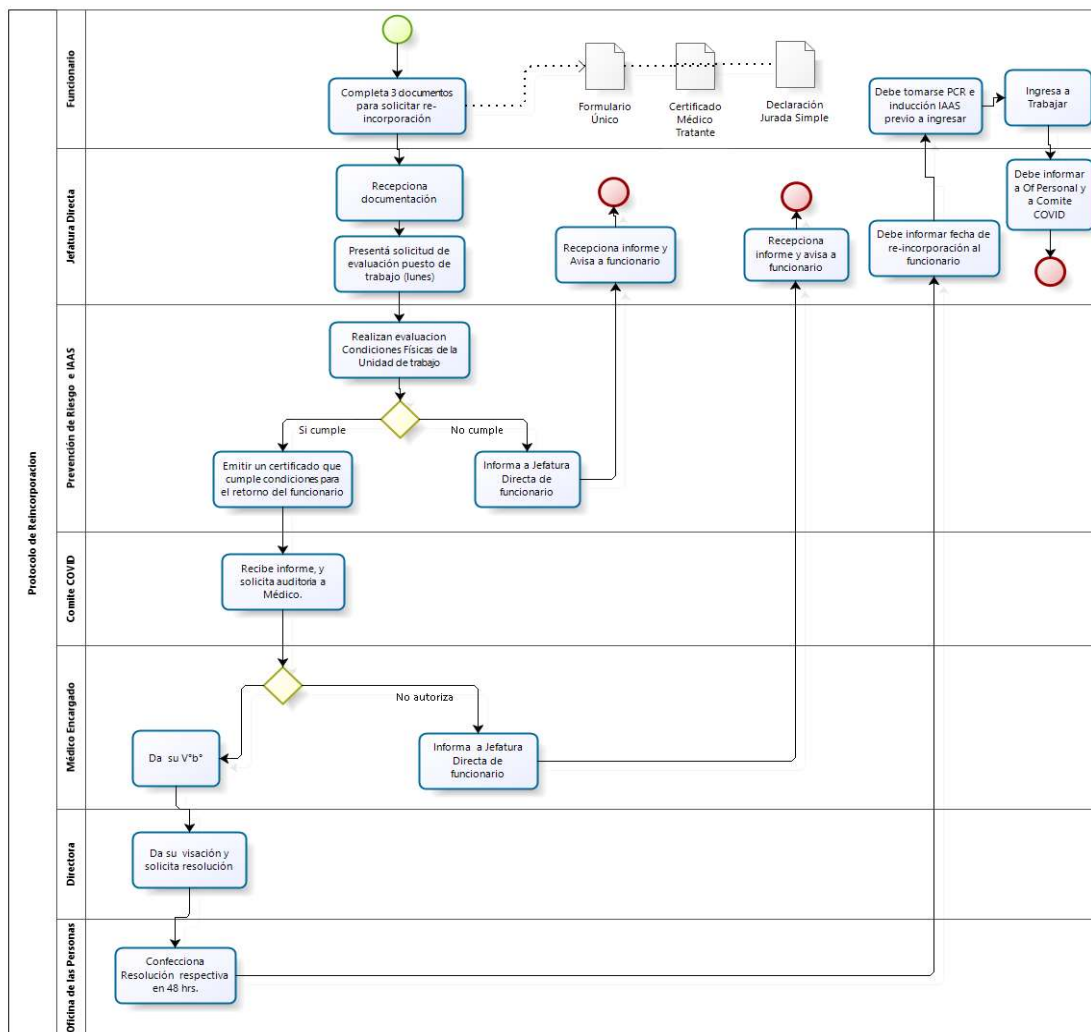 Protocolo de Reincorporacion
Funcionario
Completa 3 documentos
para solicitar re-
incorporación
Formulario
Único
Certificado
Médico
Tratante
Declaración
Jurada Simple
Debe tomarse PCR e
inducción IAAS
previo a ingresar
Ingresa a
Trabajar
Jefatura Directa
Recepciona
documentación
Presentá solicitud de
evaluación puesto de
trabajo (lunes)
Recepciona informe y
Avisa a funcionario
Recepciona
informe y avisa a
funcionario
Debe informar fecha de
re-incorporación al
funcionario
Debe informar
a Of Personal y
a Comite
COVID
Prevención de Riesgo e IAAS
Realizan evaluacion
Condiciones Físicas de la
Unidad de trabajo
Si cumple
No cumple
Emitir un certificado que
cumple condiciones para
el retorno del funcionario
Informa a Jefatura
Directa de
funcionario
Comite COVID
Recibe informe, y
solicita auditoria a
Médico.
Médico Encargado
No autoriza
Da su V°b°
Informa a Jefatura
Directa de
funcionario
Directora
Da su visación y
solicita resolución
Oficina de las Personas
Confecciona
Resolución respectiva
en 48 hrs.